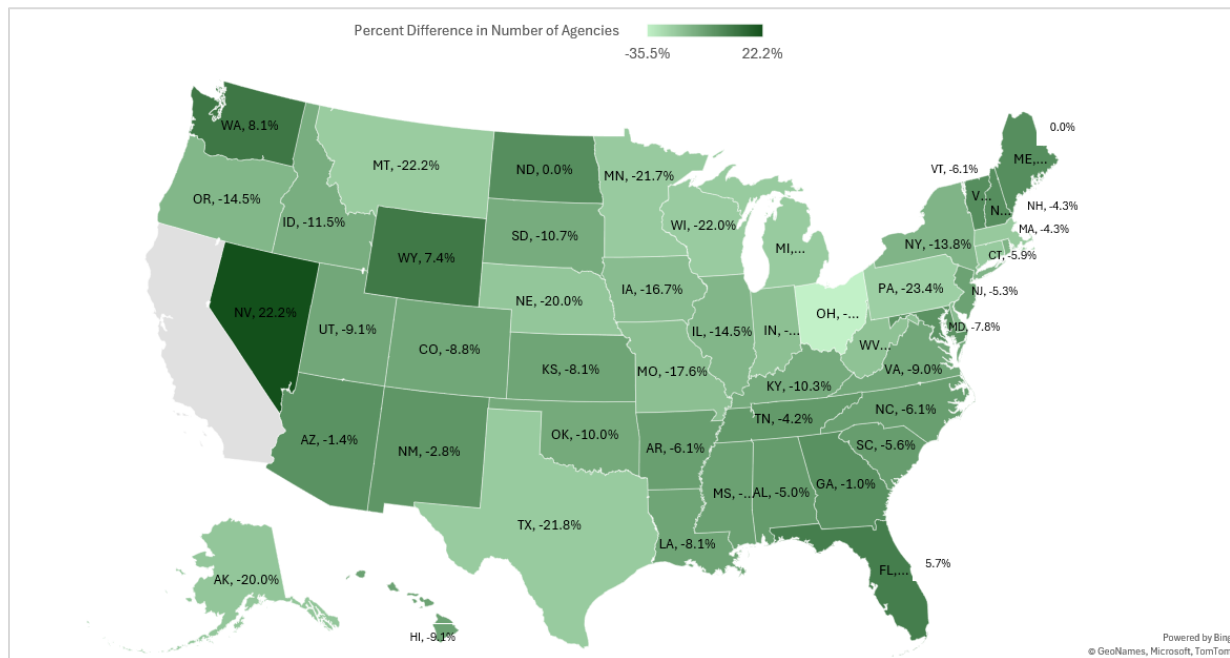 Percent Difference in Number of Agencies
-35.5% 22.2%
WA, 8.1%
MT, -22.2%
ND, 0.0%
MN, -21.7%
0.0%
ME,...
VT, -6.1%
OR, -14.5%
ID, -11.5%
V...
N...
NH, -4.3%
MA, -4.3%
WI, -22.0%
SD, -10.7%
MI,...
NY, -13.8%
CT, -5.9%
WY, 7.4%
NE, -20.0%
IA, -16.7%
PA, -23.4%
NJ, -5.3%
NV, 22.2%
UT, -9.1%
IL, -14.5%
IN, -...
OH, -...
MD, -7.8%
CO, -8.8%
WV...
KS, -8.1%
MO, -17.6%
VA, -9.0%
KY, -10.3%
AZ, -1.4%
NM, -2.8%
OK, -10.0%
TN, -4.2%
NC, -6.1%
AR, -6.1%
SC, -5.6%
MS, -...
AL, -5.0%
GA, -1.0%
TX, -21.8%
LA, -8.1%
FL,...
5.7%
AK, -20.0%
HI, -9.1%
Powered by Bing
© GeoNames, Microsoft, TomTom